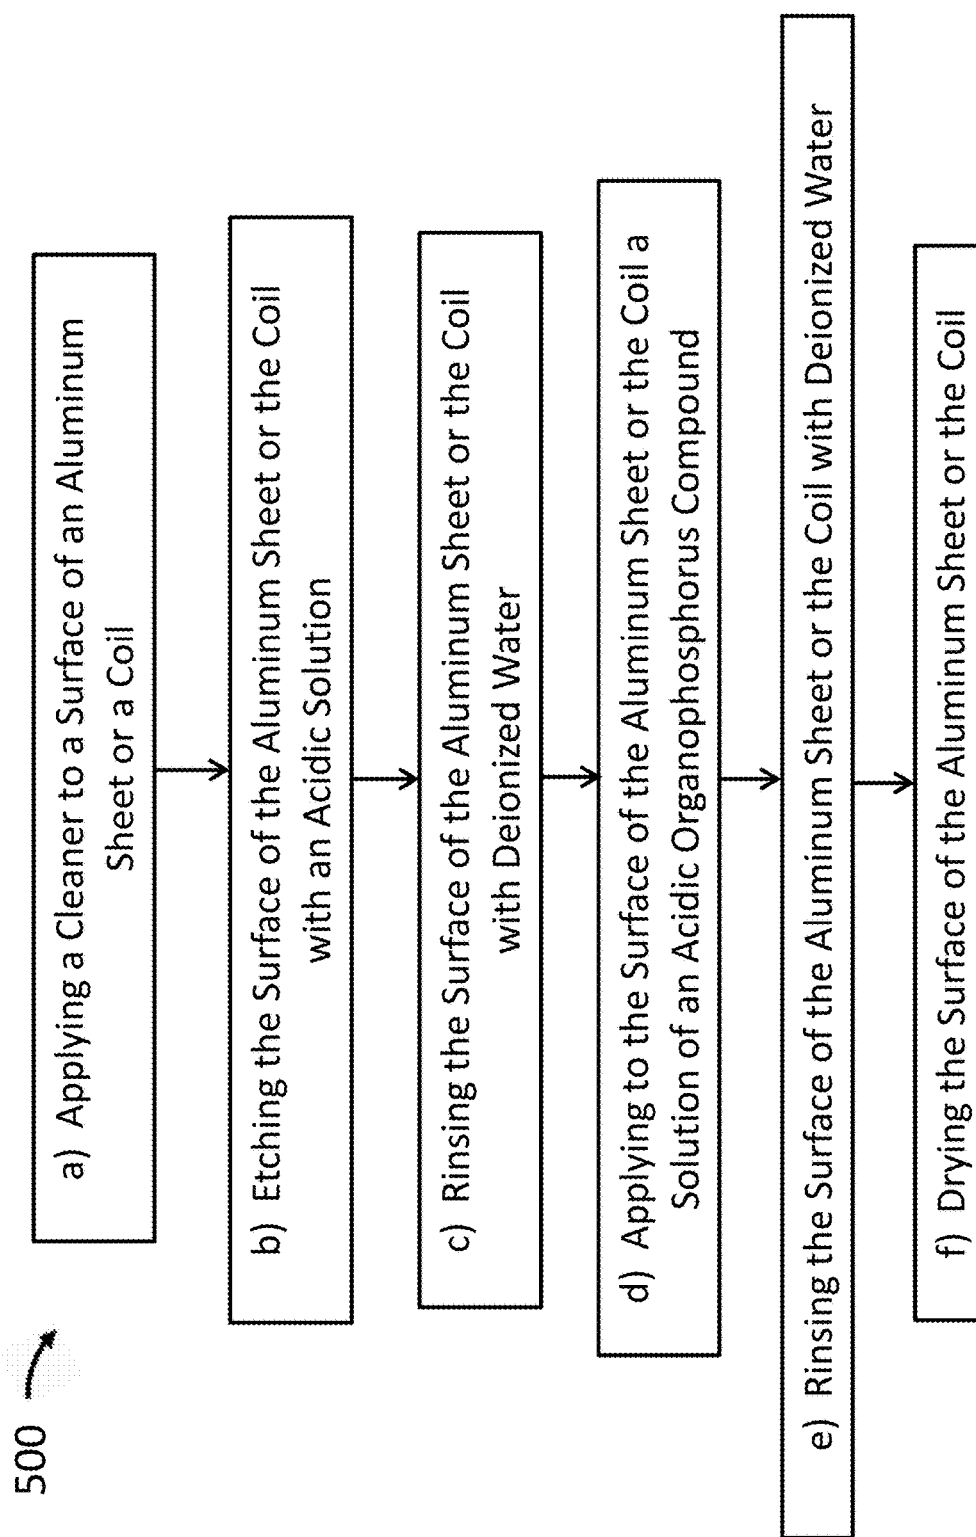 500
a) Applying a Cleaner to a Surface of an Aluminum
Sheet or a Coil
b) Etching the Surface of the Aluminum Sheet or the Coil
with an Acidic Solution
c) Rinsing the Surface of the Aluminum Sheet or the Coil
with Deionized Water
d) Applying to the Surface of the Aluminum Sheet or the Coil a
Solution of an Acidic Organophosphorus Compound
e) Rinsing the Surface of the Aluminum Sheet or the Coil with Deionized Water
f) Drying the Surface of the Aluminum Sheet or the Coil